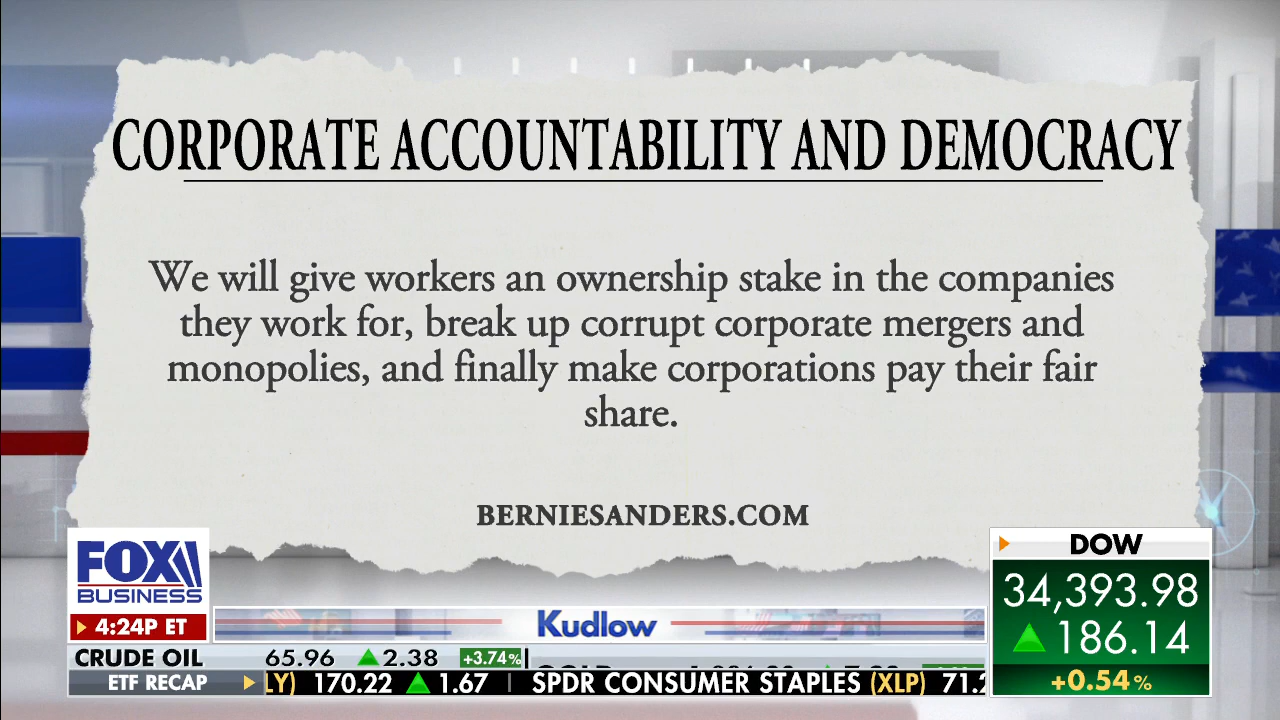 CORPORATE ACCOUNTABILITY AND DEMOCRACY
We will give workers an ownership stake in the companies
they work for, break up corrupt corporate mergers and
monopolies, and finally make corporations pay their fair
share.
BERNIESANDERS.COM
FOX
BUSINESS
4:24P ET
Kudlow
DOW
34,393.98
186.14
+0.54%
CRUDE OIL 65.96 2.38 +3.74%
ETF RECAP LY) 170.22 1.67 | SPDR CONSUMER STAPLES (XLP) 71.2